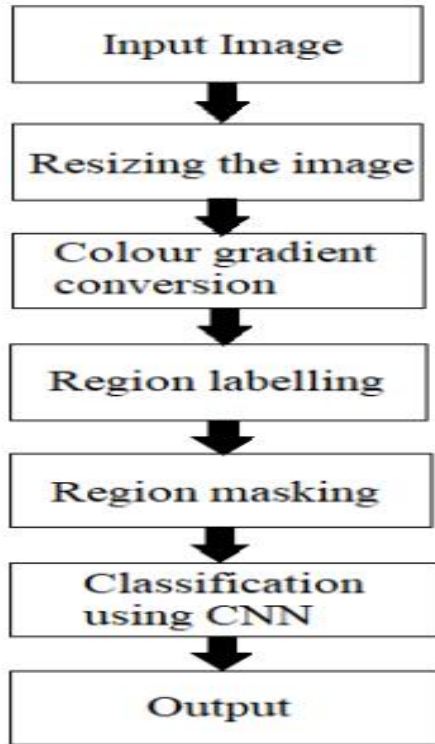 Input Image
Resizing the image
Colour gradient
conversion
Region labelling
Region masking
Classification
using CNN
Output